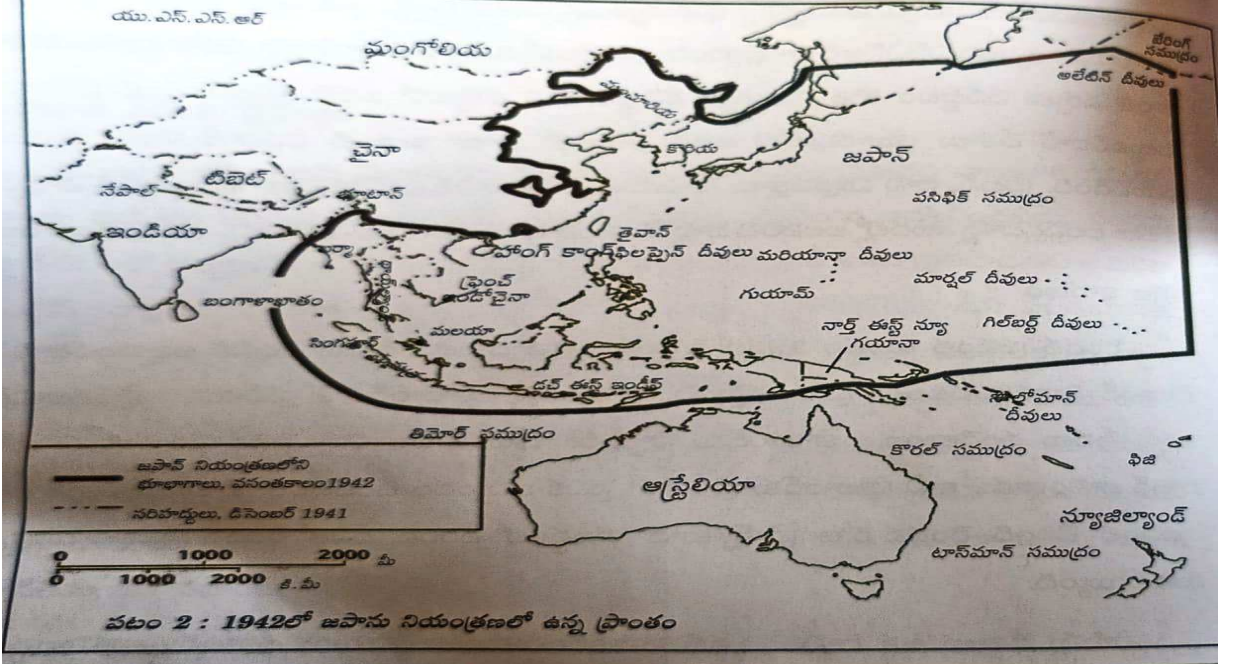 యు.ఎస్.ఎస్.ఆర్
మంగోలియ
బేరింగ్
సముద్రం
అలేటిన్ దీవులు
చైనా
కొరియ
జపాన్
టిబెట్
నేపాల్
భూటాన్
పసిఫిక్ సముద్రం
ఇండియా
తైవాన్
హాంగ్ కాంగ్
ఫిలిప్పైన్ దీవులు
మరియానా దీవులు
ఫ్రెంచ్
ఇండోచైనా
మార్షల్ దీవులు
గుయామ్
బంగాళాఖాతం
మలయా
నార్త్ ఈస్ట్ న్యూ
గయానా
గిల్‌బర్ట్ దీవులు
సింగపూర్
డచ్ ఈస్ట్ ఇండీస్
సోల్లోమాన్
దీవులు
తిమోర్ సముద్రం
కొరల్ సముద్రం
ఫిజి
జపాన్ నియంత్రణలోని
భూభాగాలు, వసంతకాలం1942
సరిహద్దులు, డిసెంబర్ 1941
ఆస్ట్రేలియా
న్యూజిల్యాండ్
టాస్‌మాన్ సముద్రం
0 1000 2000 మీ
0 1000 2000 కి.మీ
పటం 2 : 1942లో జపాను నియంత్రణలో ఉన్న ప్రాంతం